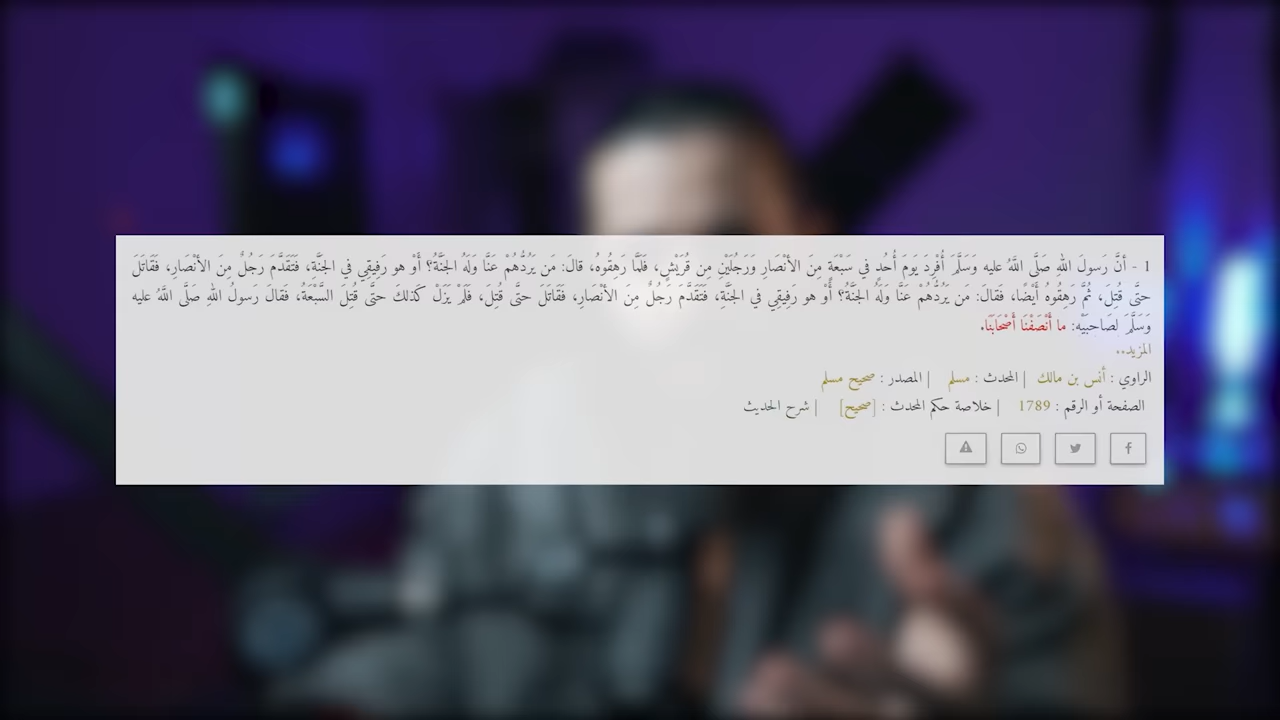 1 - أنَّ رَسولَ اللهِ صَلَّى اللَّهُ عليه وَسَلَّمَ أُفْرِدَ يَومَ أُحُدٍ في سَبْعَةٍ مِنَ الأنْصَارِ وَرَجُلَيْنِ مِن قُرَيْشٍ، فَلَمَّا رَهِقُوهُ، قالَ: مَن يَرُدُّهُمْ عَنَّا وَلَهُ الجَنَّةُ؟ أَوْ هو رَفِيقِي في الجَنَّةِ، فَتَقَدَّمَ رَجُلٌ مِنَ الأنْصَارِ، فَقَاتَلَ
حتَّى قُتِلَ، ثُمَّ رَهِقُوهُ أَيْضًا، فَقالَ: مَن يَرُدُّهُمْ عَنَّا وَلَهُ الجَنَّةُ؟ أَوْ هو رَفِيقِي في الجَنَّةِ، فَتَقَدَّمَ رَجُلٌ مِنَ الأنْصَارِ، فَقَاتَلَ حتَّى قُتِلَ، فَلَمْ يَزَلْ كَذلكَ حتَّى قُتِلَ السَّبْعَةُ، فَقالَ رَسولُ اللهِ صَلَّى اللَّهُ عليه
وَسَلَّمَ لِصَاحِبَيْهِ: ما أَنْصَفْنَا أَصْحَابَنَا.
المزيد..
الراوي : أنس بن مالك | المحدث : مسلم | المصدر : صحيح مسلم
الصفحة أو الرقم : 1789 | خلاصة حكم المحدث : [صحيح] | شرح الحديث